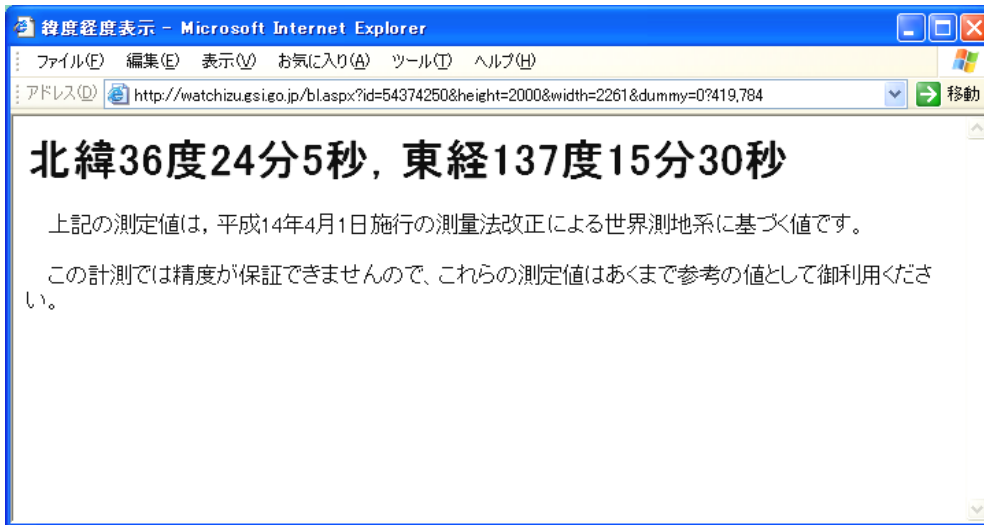 緯度経度表示 - Microsoft Internet Explorer
ファイル(F) 編集(E) 表示(V) お気に入り(A) ツール(T) ヘルプ(H)
アドレス(D) http://watchizu.gsi.go.jp/bl.aspx?id=54374250&height=2000&width=2261&dummy=0?419,784 移動
北緯36度24分5秒，東経137度15分30秒
上記の測定値は，平成14年4月1日施行の測量法改正による世界測地系に基づく値です。
この計測では精度が保証できませんので、これらの測定値はあくまで参考の値として御利用くださ
い。